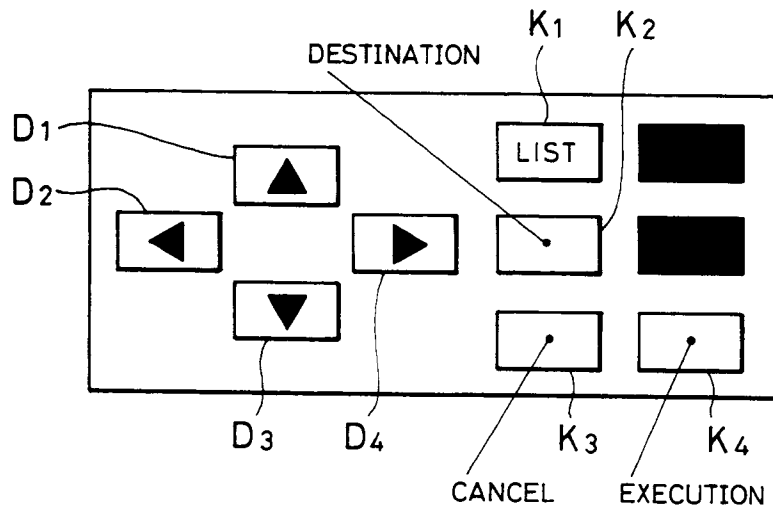 K1 K2
DESTINATION
D1
LIST
D2
D3 D4 K3 K4
CANCEL EXECUTION